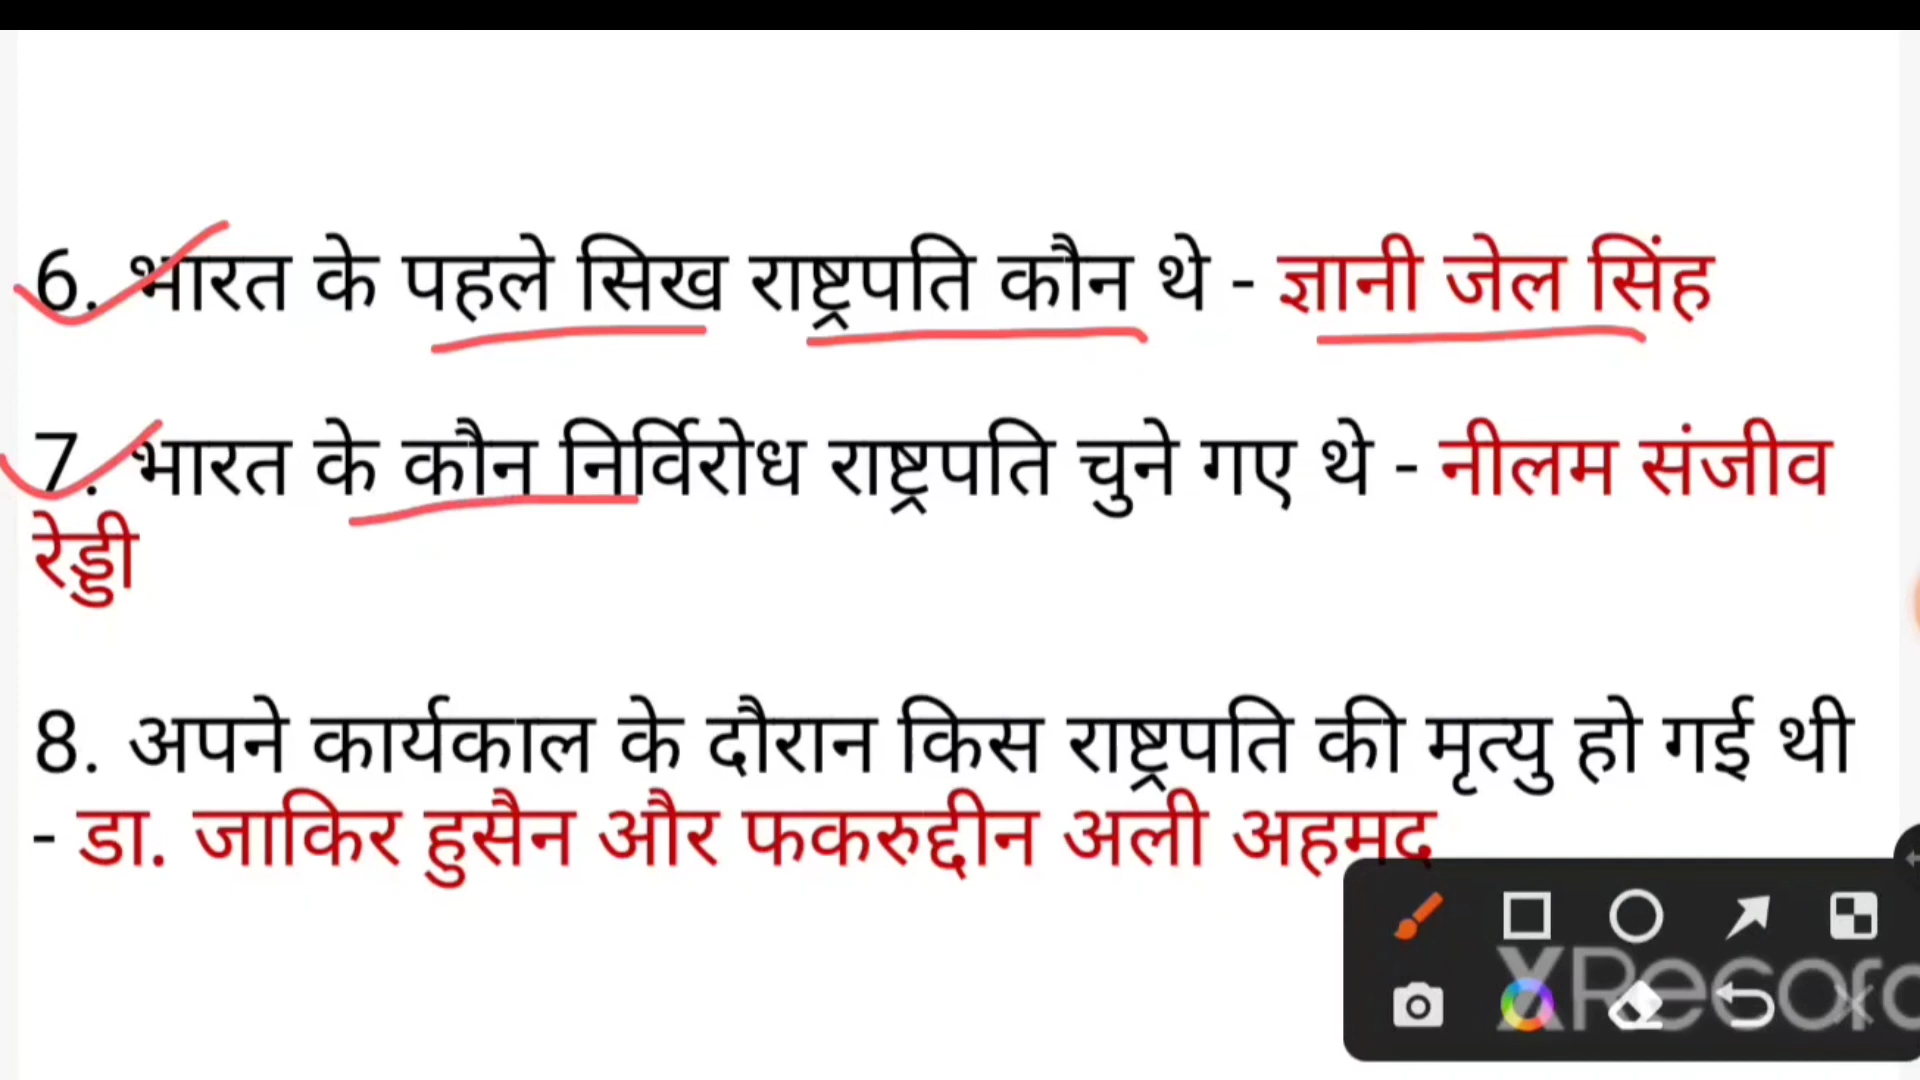 6. भारत के पहले सिख राष्ट्रपति कौन थे - ज्ञानी जेल सिंह
7. भारत के कौन निर्विरोध राष्ट्रपति चुने गए थे - नीलम संजीव
रेड्डी
8. अपने कार्यकाल के दौरान किस राष्ट्रपति की मृत्यु हो गई थी
- डा. जाकिर हुसैन और फकरुद्दीन अली अहमद